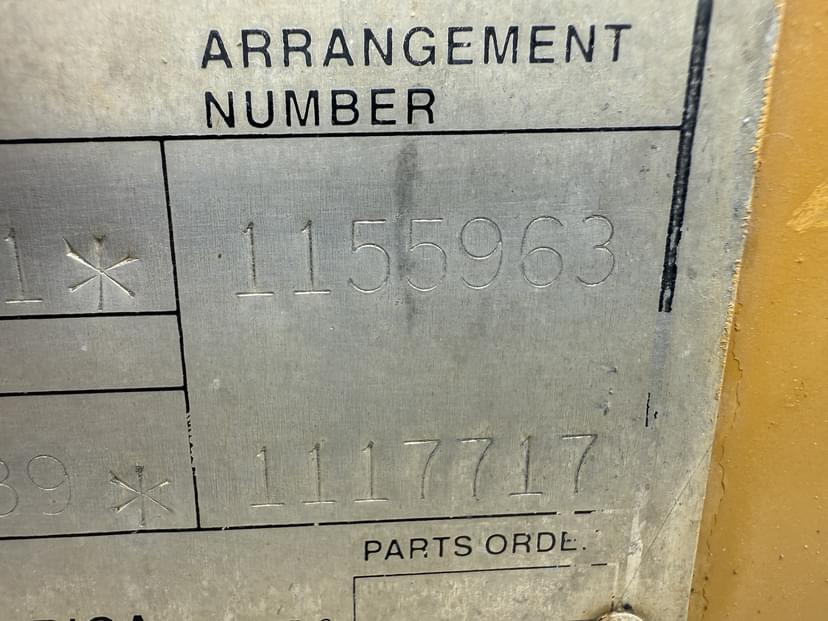 ARRANGEMENT
NUMBER
1* 1155963
89* 1117717
PARTS ORDE